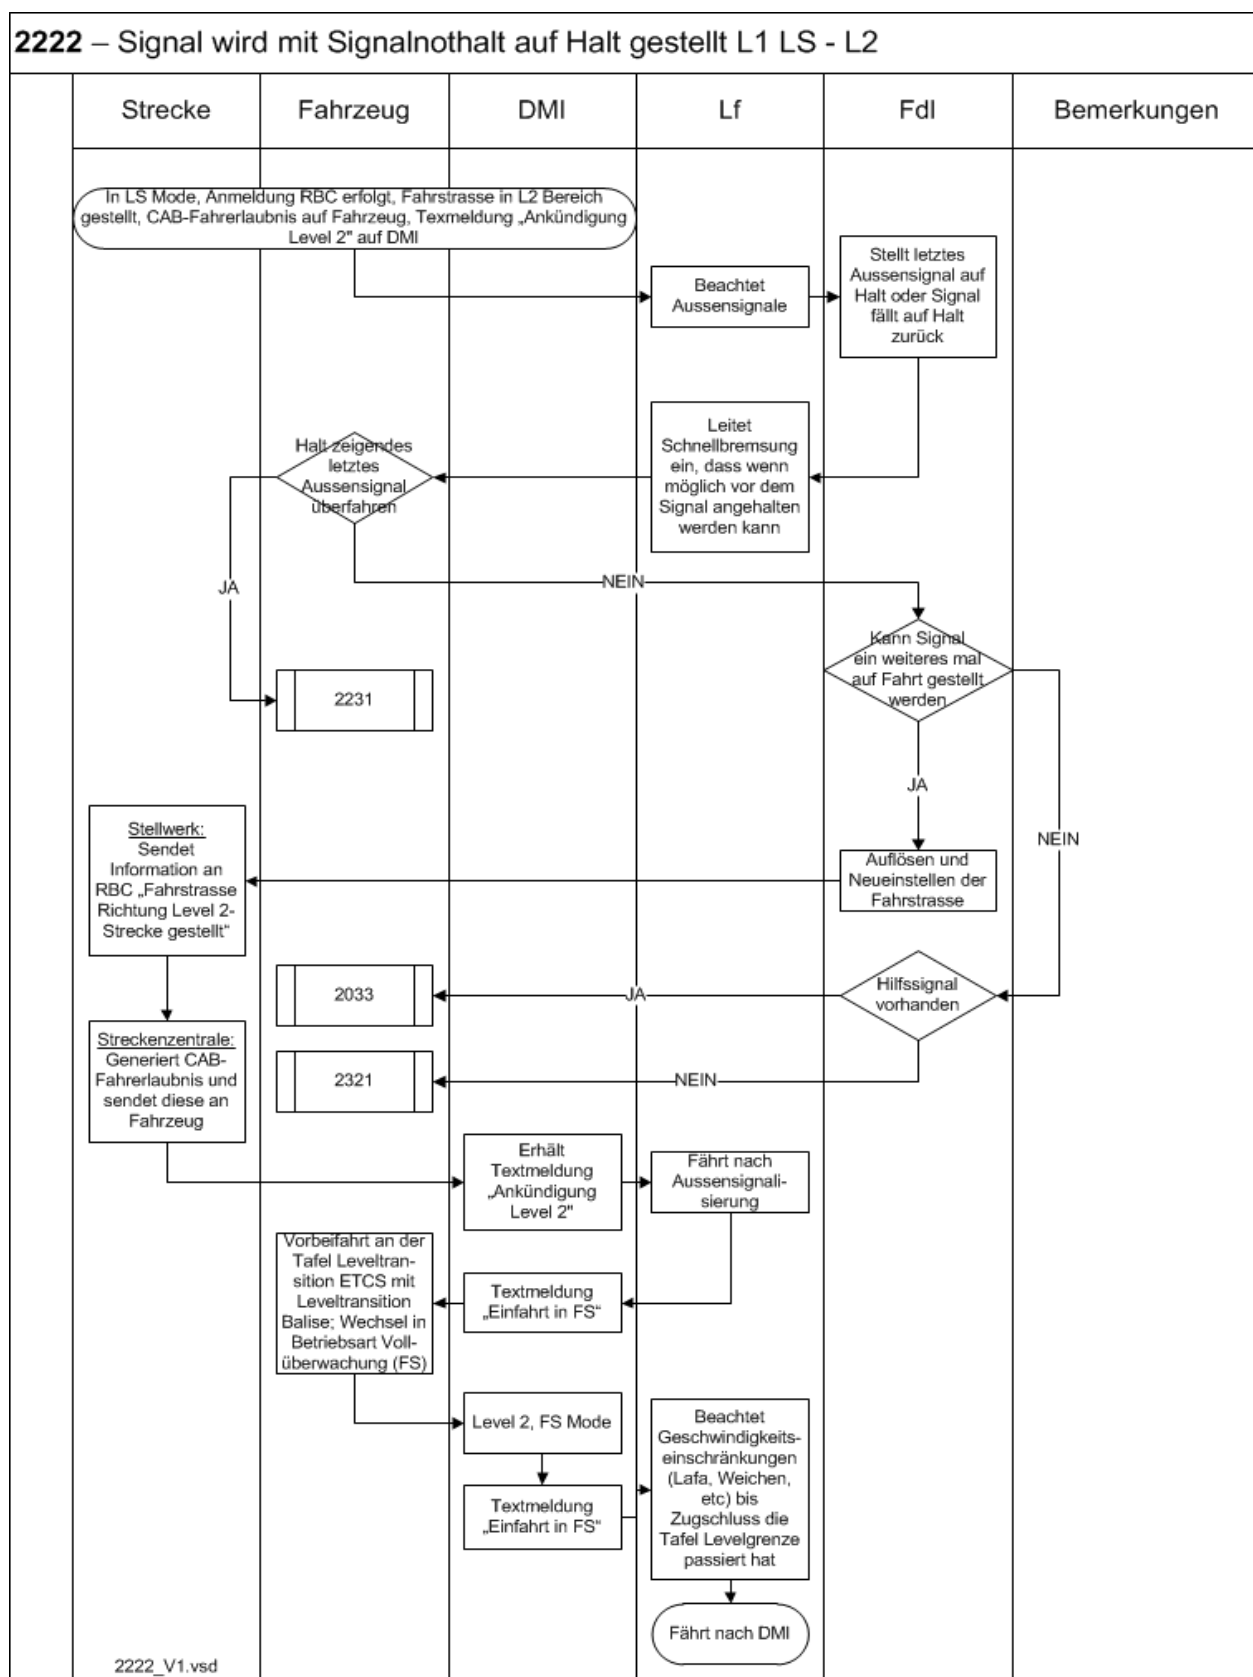 2222 – Signal wird mit Signalnothalt auf Halt gestellt L1 LS - L2
Strecke
Fahrzeug
DMI
Lf
Fdl
Bemerkungen
In LS Mode, Anmeldung RBC erfolgt, Fahrstrasse in L2 Bereich
gestellt, CAB-Fahrerlaubnis auf Fahrzeug, Texmeldung „Ankündigung
Level 2" auf DMI
Beachtet
Aussensignale
Stellt letztes
Aussensignal auf
Halt oder Signal
fällt auf Halt
zurück
Leitet
Schnellbremsung
ein, dass wenn
möglich vor dem
Signal angehalten
werden kann
Halt zeigendes
letztes
Aussensignal
überfahren
JA
NEIN
Kann Signal
ein weiteres mal
auf Fahrt gestellt
werden
2231
JA
NEIN
Stellwerk:
Sendet
Information an
RBC „Fahrstrasse
Richtung Level 2-
Strecke gestellt“
Auflösen und
Neueinstellen der
Fahrstrasse
2033
JA
Hilfssignal
vorhanden
Streckenzentrale:
Generiert CAB-
Fahrerlaubnis und
sendet diese an
Fahrzeug
2321
NEIN
Erhält
Textmeldung
„Ankündigung
Level 2"
Fährt nach
Aussensignali-
sierung
Vorbeifahrt an der
Tafel Leveltran-
sition ETCS mit
Leveltransition
Balise; Wechsel in
Betriebsart Voll-
überwachung (FS)
Textmeldung
„Einfahrt in FS“
Level 2, FS Mode
Textmeldung
„Einfahrt in FS“
Beachtet
Geschwindigkeits-
einschränkungen
(Lafa, Weichen,
etc) bis
Zugschluss die
Tafel Levelgrenze
passiert hat
Fährt nach DMI
2222_V1.vsd